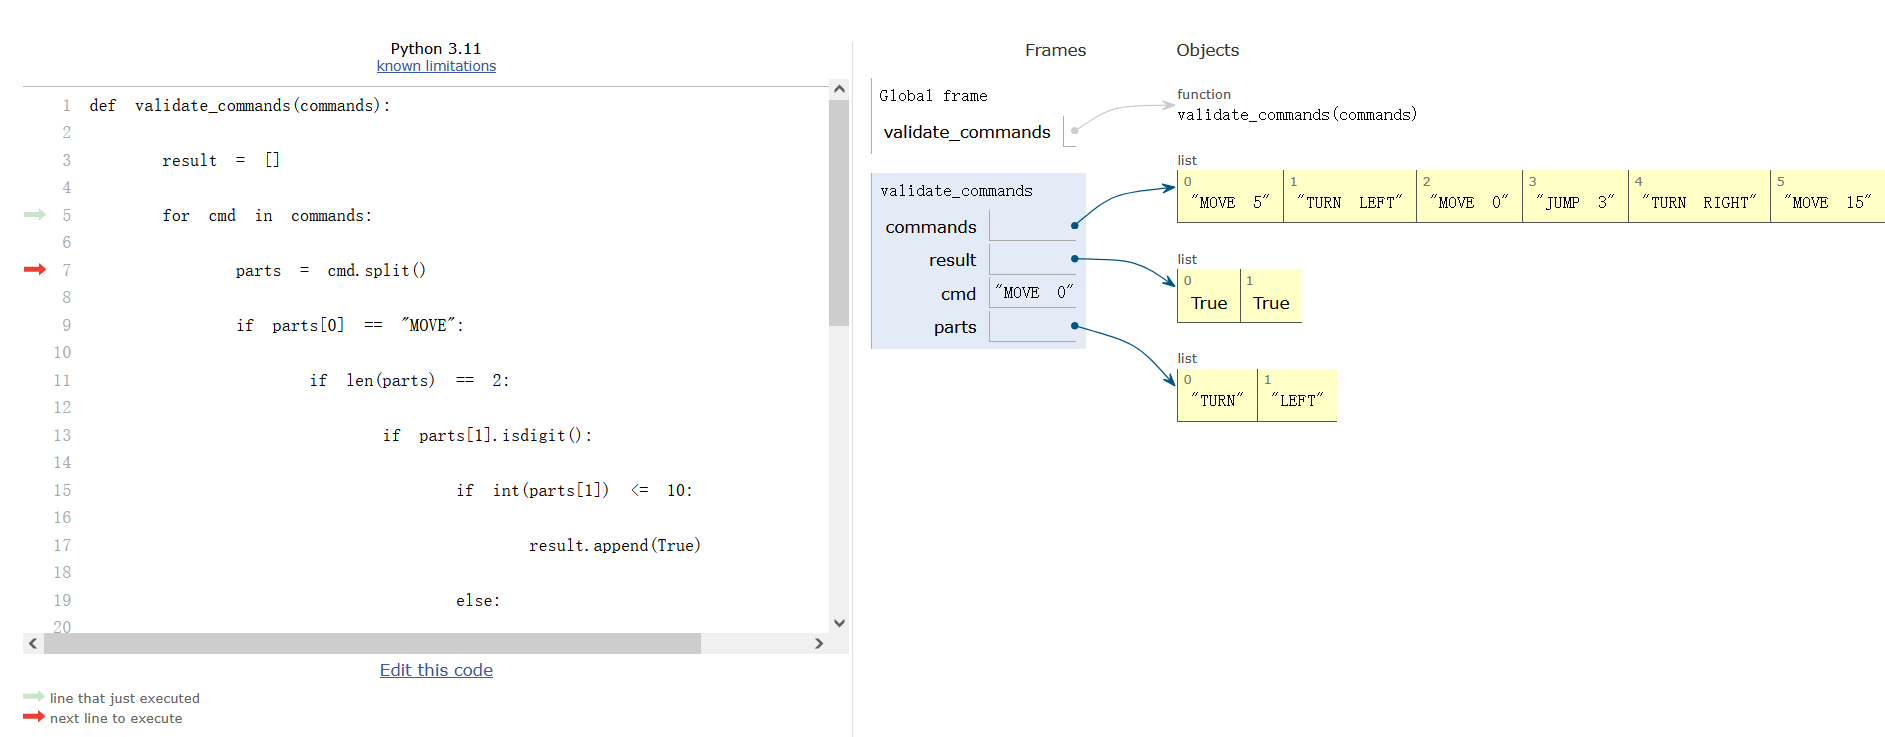 Python 3.11
known limitations
1 def validate_commands(commands):
2
3 result = []
4
5 for cmd in commands:
6
7 parts = cmd.split()
8
9 if parts[0] == "MOVE":
10
11 if len(parts) == 2:
12
13 if parts[1].isdigit():
14
15 if int(parts[1]) <= 10:
16
17 result.append(True)
18
19 else:
20
Edit this code
line that just executed
next line to execute
Frames
Objects
Global frame
validate_commands
function
validate_commands(commands)
validate_commands
commands
result
cmd "MOVE 0"
parts
list
0 1 2 3 4 5
"MOVE 5" "TURN LEFT" "MOVE 0" "JUMP 3" "TURN RIGHT" "MOVE 15"
list
0 1
True True
list
0 1
"TURN" "LEFT"